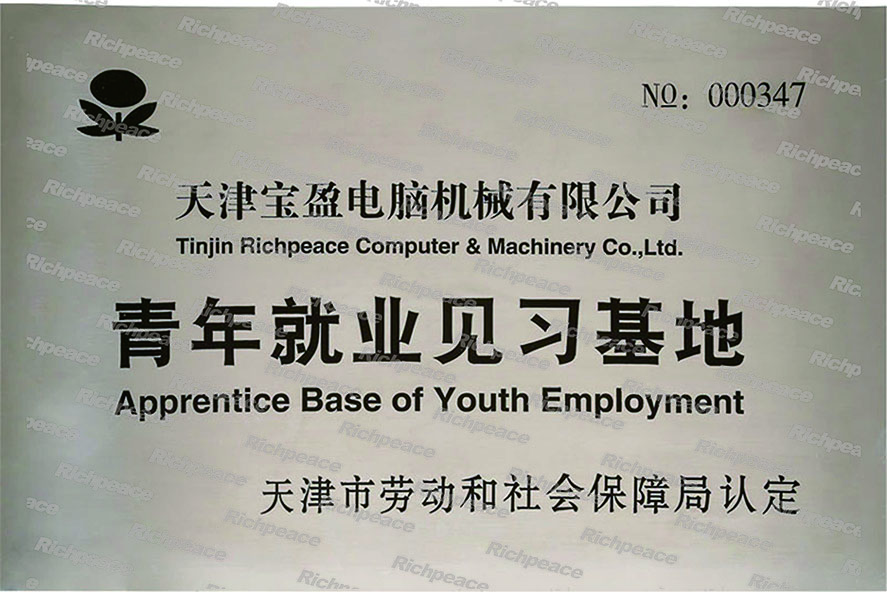 NO: 000347
天津宝盈电脑机械有限公司
Tinjin Richpeace Computer & Machinery Co.,Ltd.
青年就业见习基地
Apprentice Base of Youth Employment
天津市劳动和社会保障局认定
Richpeace